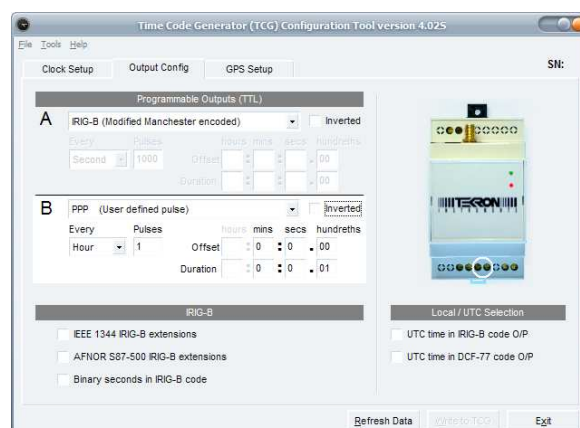 Time Code Generator (TCG) Configuration Tool version 4.025
File Tools Help
Clock Setup Output Config GPS Setup SN:
Programmable Outputs (TTL)
A IRIG-B (Modified Manchester encoded) Inverted
Every Pulses hours mins secs hundreths
Second 1000 Offset : : . 00
Duration : : . 00
B PPP (User defined pulse) Inverted
Every Pulses hours mins secs hundreths
Hour 1 Offset : 0 : 0 . 00
Duration : 0 : 0 . 01
TEKRON
IRIG-B
IEEE 1344 IRIG-B extensions
AFNOR S87-500 IRIG-B extensions
Binary seconds in IRIG-B code
Local / UTC Selection
UTC time in IRIG-B code O/P
UTC time in DCF-77 code O/P
Refresh Data Write to TCG Exit